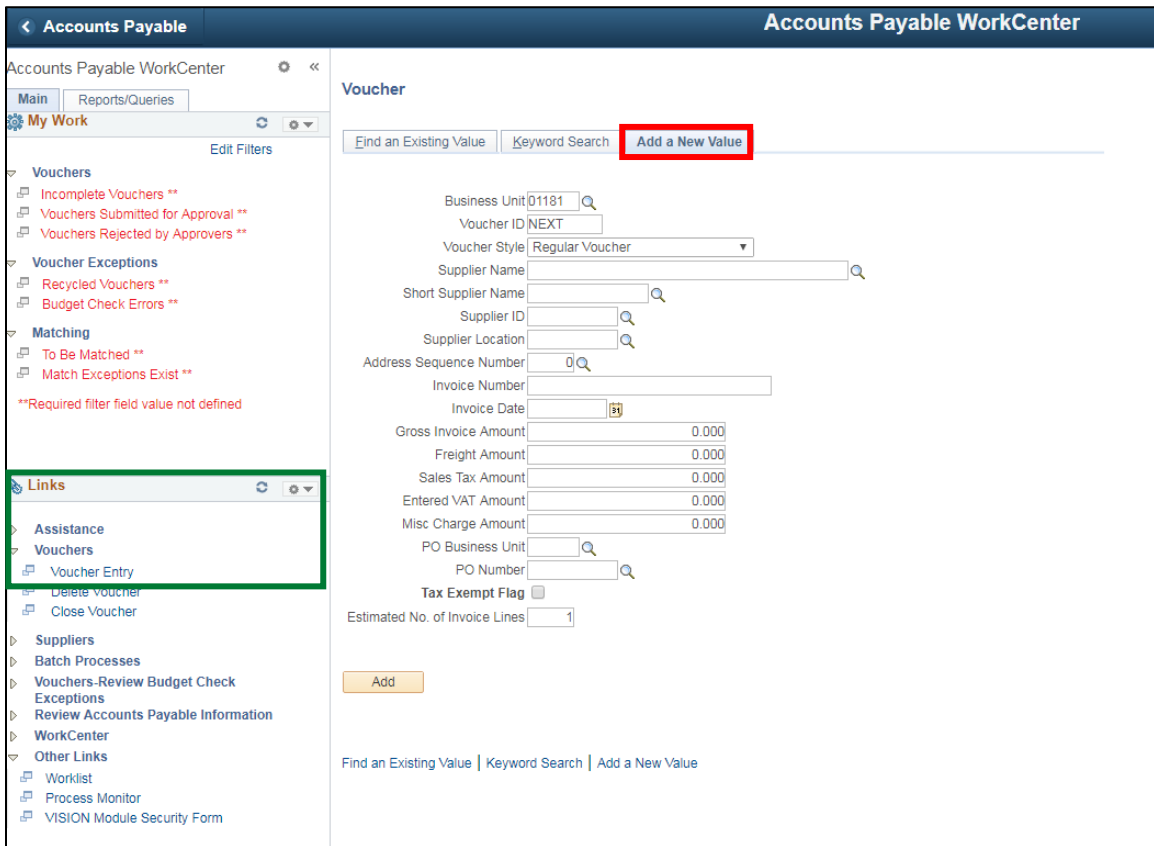 Accounts Payable
Accounts Payable WorkCenter
Accounts Payable WorkCenter
Main
Reports/Queries
My Work
Edit Filters
Vouchers
Incomplete Vouchers **
Vouchers Submitted for Approval **
Vouchers Rejected by Approvers **
Voucher Exceptions
Recycled Vouchers **
Budget Check Errors **
Matching
To Be Matched **
Match Exceptions Exist **
**Required filter field value not defined
Links
Assistance
Vouchers
Voucher Entry
Delete Voucher
Close Voucher
Suppliers
Batch Processes
Vouchers-Review Budget Check
Exceptions
Review Accounts Payable Information
WorkCenter
Other Links
Worklist
Process Monitor
VISION Module Security Form
Voucher
Find an Existing Value
Keyword Search
Add a New Value
Business Unit 01181
Voucher ID NEXT
Voucher Style Regular Voucher
Supplier Name
Short Supplier Name
Supplier ID
Supplier Location
Address Sequence Number 0
Invoice Number
Invoice Date 31
Gross Invoice Amount 0.000
Freight Amount 0.000
Sales Tax Amount 0.000
Entered VAT Amount 0.000
Misc Charge Amount 0.000
PO Business Unit
PO Number
Tax Exempt Flag
Estimated No. of Invoice Lines 1
Add
Find an Existing Value | Keyword Search | Add a New Value